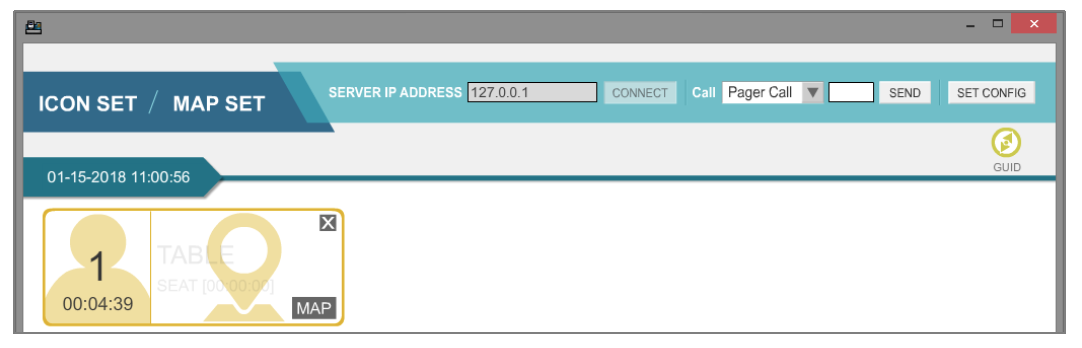 ICON SET / MAP SET
SERVER IP ADDRESS 127.0.0.1 CONNECT Call Pager Call SEND SET CONFIG
GUID
01-15-2018 11:00:56
1
00:04:39
TABLE
SEAT [00:00:00]
X
MAP